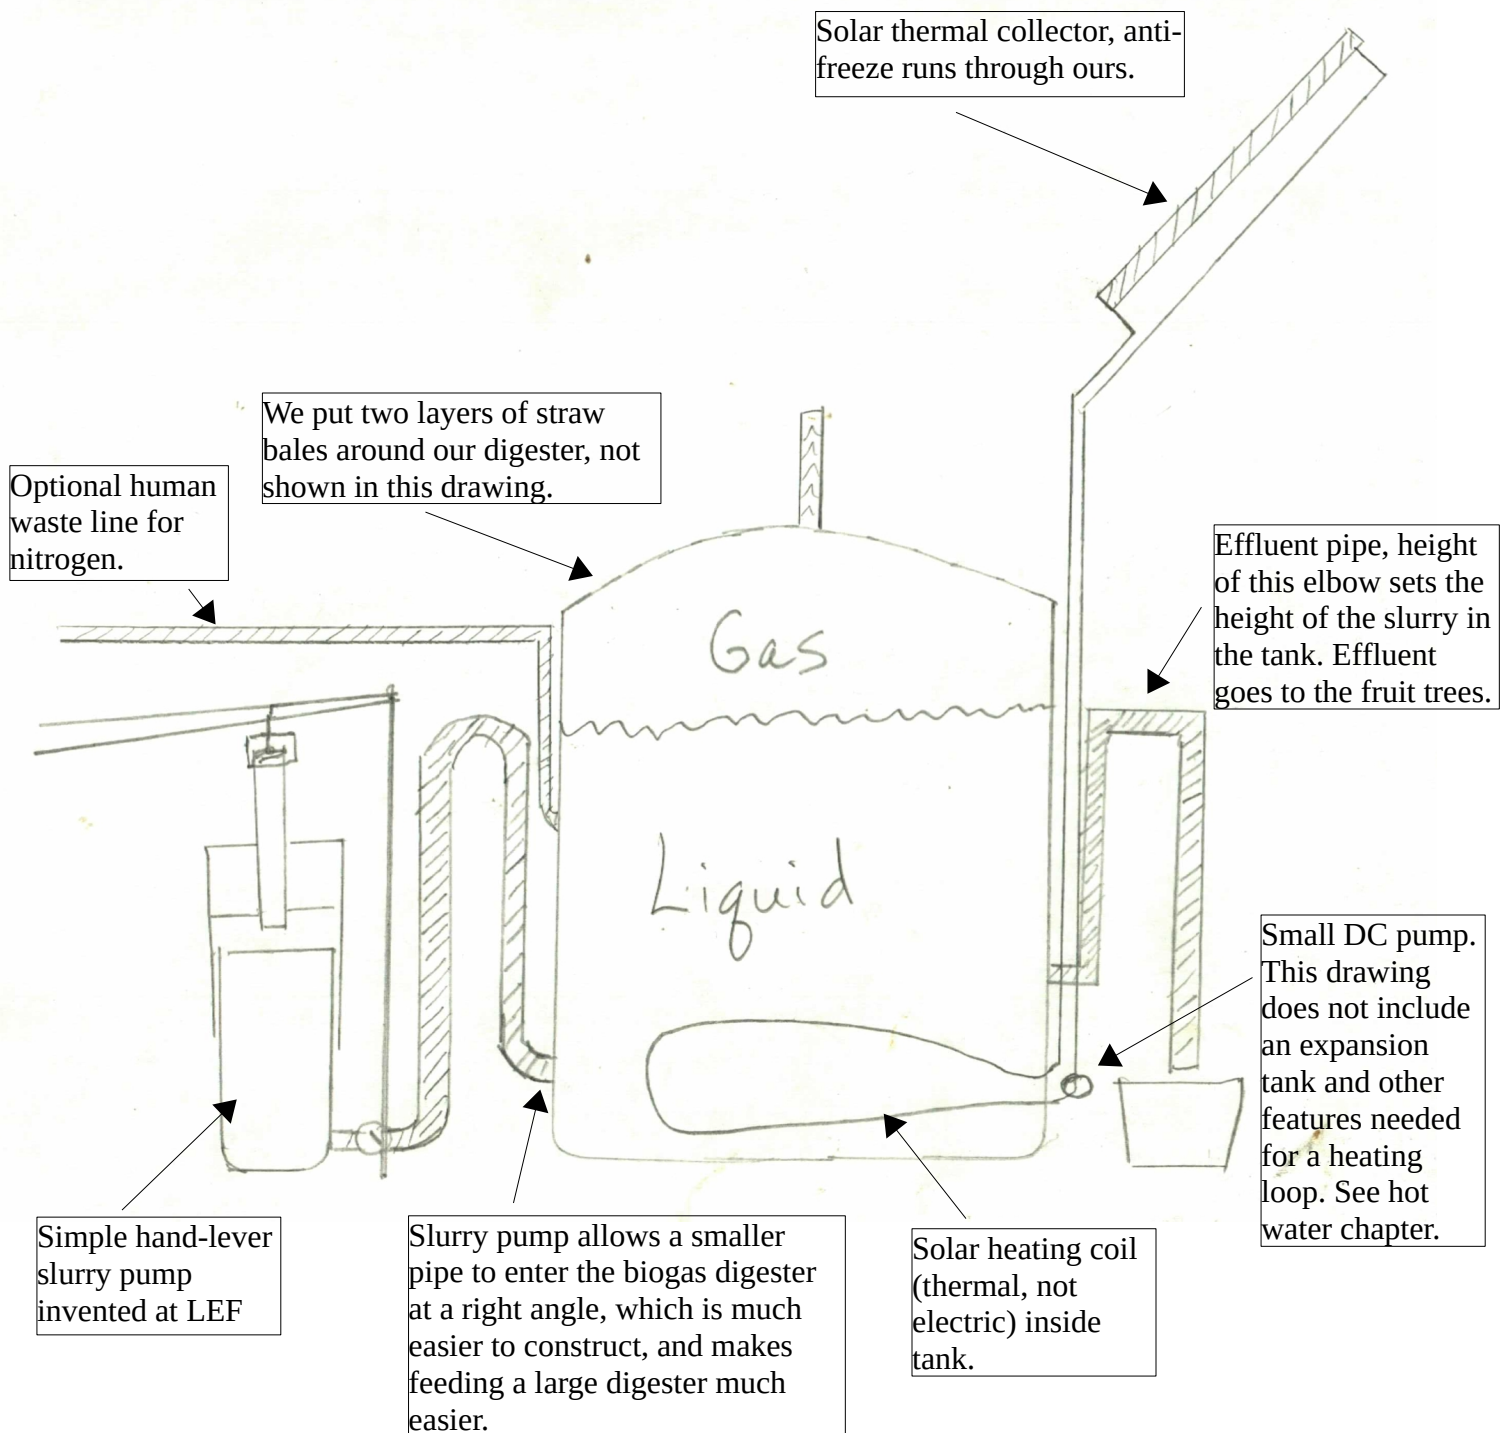 Solar thermal collector, anti-
freeze runs through ours.
We put two layers of straw
bales around our digester, not
shown in this drawing.
Optional human
waste line for
nitrogen.
Effluent pipe, height
of this elbow sets the
height of the slurry in
the tank. Effluent
goes to the fruit trees.
Gas
Liquid
Small DC pump.
This drawing
does not include
an expansion
tank and other
features needed
for a heating
loop. See hot
water chapter.
Simple hand-lever
slurry pump
invented at LEF
Slurry pump allows a smaller
pipe to enter the biogas digester
at a right angle, which is much
easier to construct, and makes
feeding a large digester much
easier.
Solar heating coil
(thermal, not
electric) inside
tank.